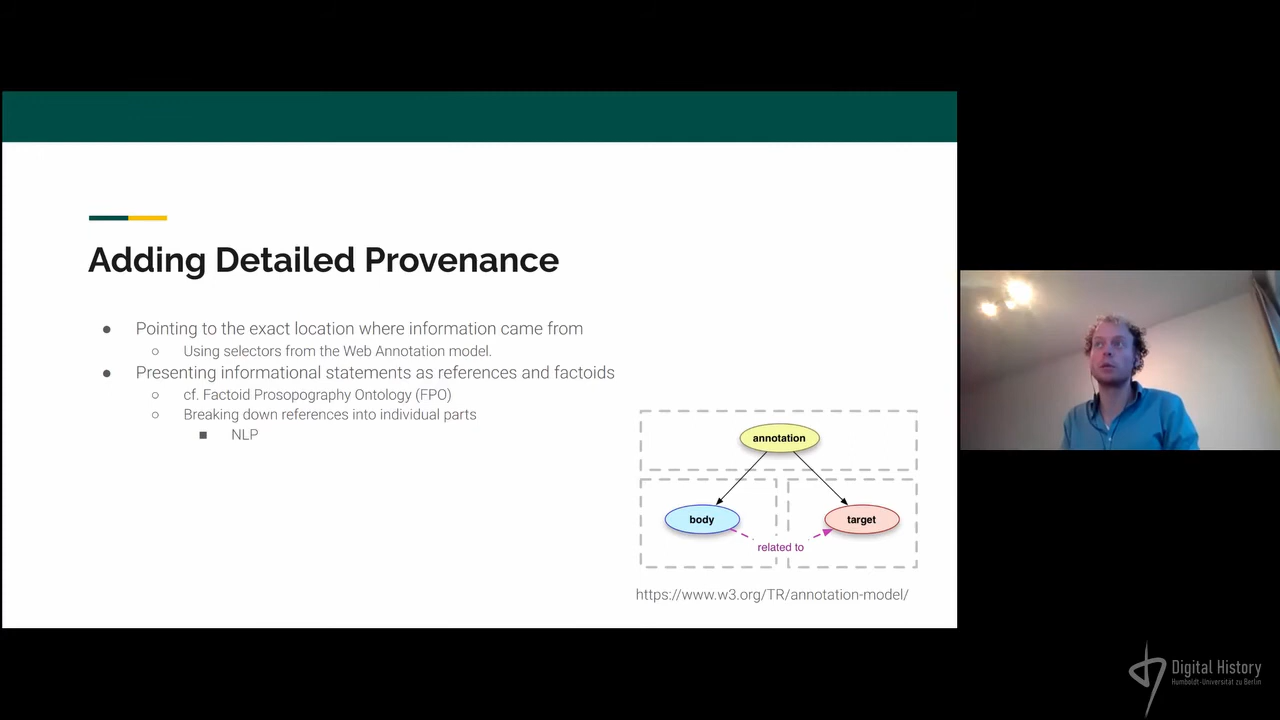 Adding Detailed Provenance
● Pointing to the exact location where information came from
○ Using selectors from the Web Annotation model.
● Presenting informational statements as references and factoids
○ cf. Factoid Prosopography Ontology (FPO)
○ Breaking down references into individual parts
■ NLP
annotation
body
target
related to
https://www.w3.org/TR/annotation-model/
Digital History
Humboldt-Universität zu Berlin